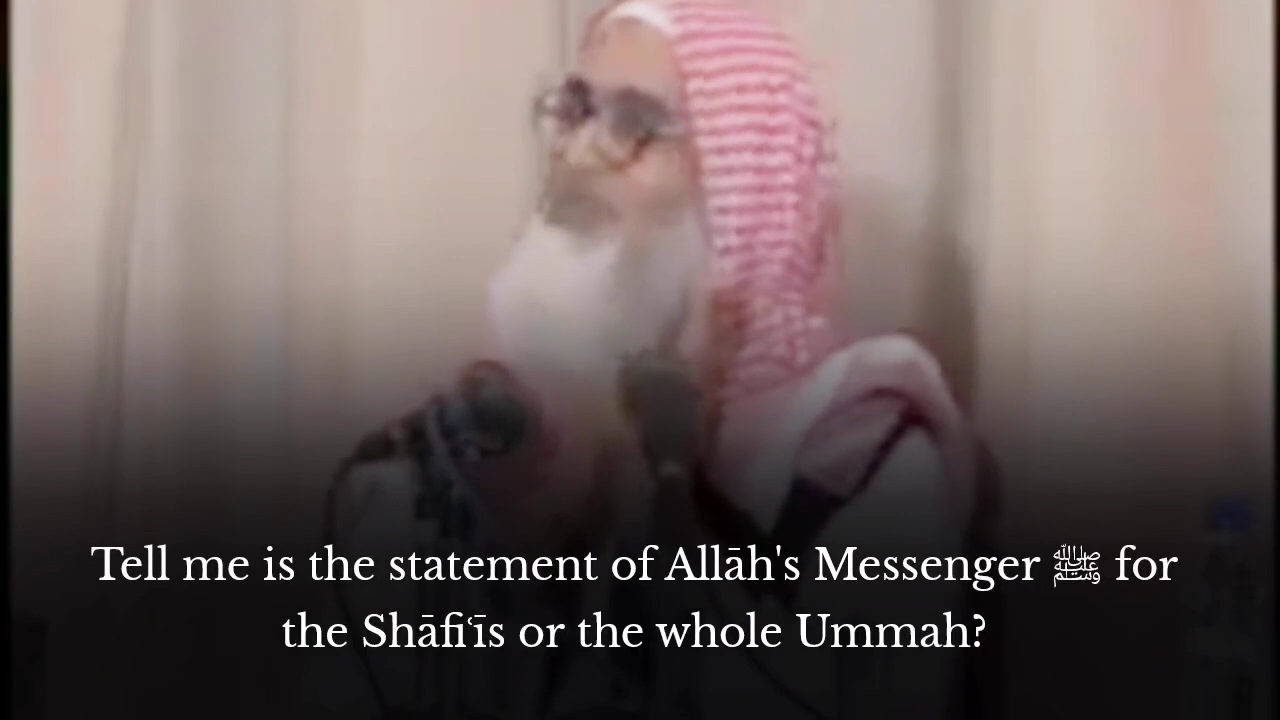 Tell me is the statement of Allāh's Messenger ﷺ for
the Shāfiʿīs or the whole Ummah?